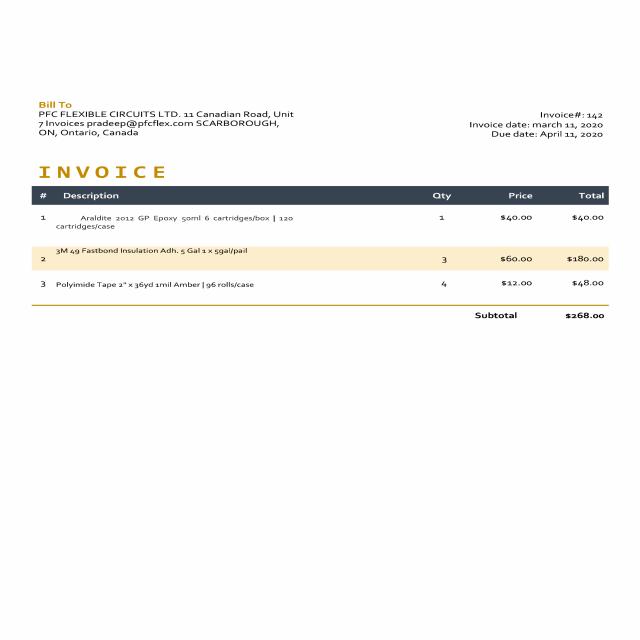 Bill To
PFC FLEXIBLE CIRCUITS LTD. 11 Canadian Road, Unit
7 Invoices pradeep@pfcflex.com SCARBOROUGH,
ON, Ontario, Canada
Invoice#: 142
Invoice date: march 11, 2020
Due date: April 11, 2020
INVOICE
# Description Qty Price Total
1 Araldite 2012 GP Epoxy 50ml 6 cartridges/box | 120 1 $40.00 $40.00
cartridges/case
3M 49 Fastbond Insulation Adh. 5 Gal 1 x 5gal/pail
2 3 $60.00 $180.00
3 Polyimide Tape 2" x 36yd 1mil Amber | 96 rolls/case 4 $12.00 $48.00
Subtotal $268.00